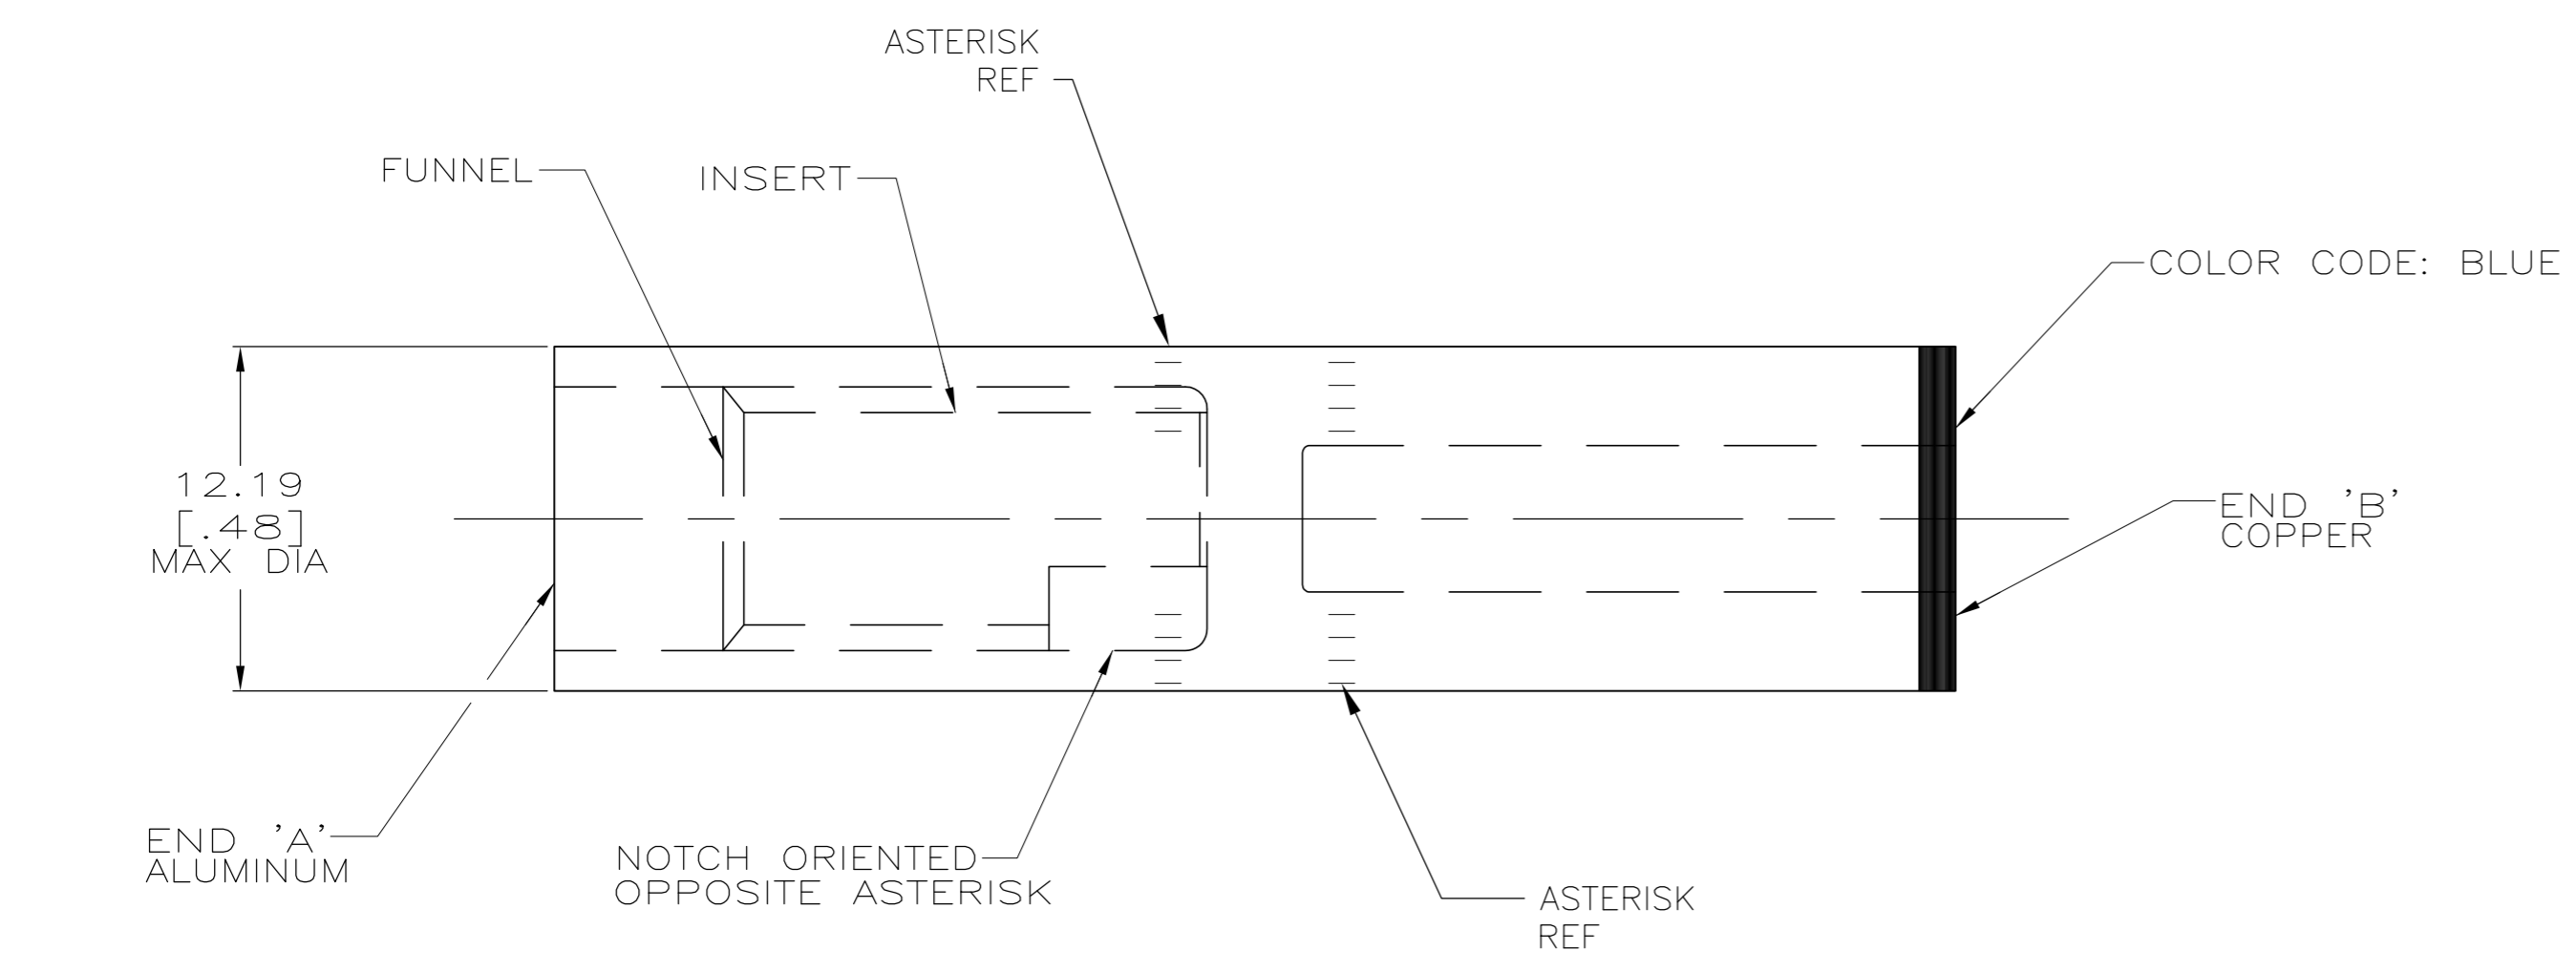 ASTERISK
REF
FUNNEL
INSERT
COLOR CODE: BLUE
12.19
[.48]
MAX DIA
END 'B'
COPPER
END 'A'
ALUMINUM
NOTCH ORIENTED
OPPOSITE ASTERISK
ASTERISK
REF